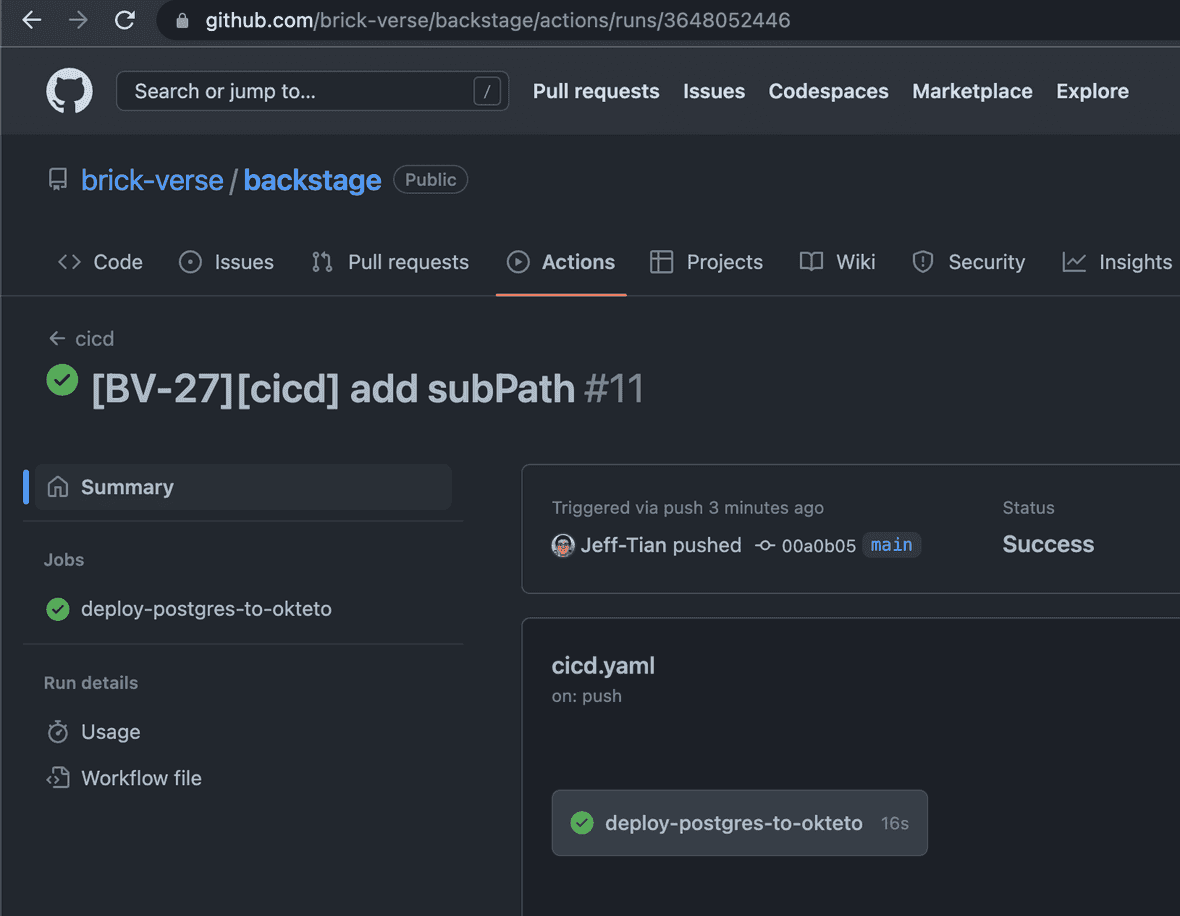 github.com/brick-verse/backstage/actions/runs/3648052446
Search or jump to... / Pull requests Issues Codespaces Marketplace Explore
brick-verse / backstage Public
Code Issues Pull requests Actions Projects Wiki Security Insights
cicd
[BV-27][cicd] add subPath #11
Summary
Jobs
deploy-postgres-to-okteto
Run details
Usage
Workflow file
Triggered via push 3 minutes ago
Jeff-Tian pushed 00a0b05 main
Status
Success
cicd.yaml
on: push
deploy-postgres-to-okteto 16s